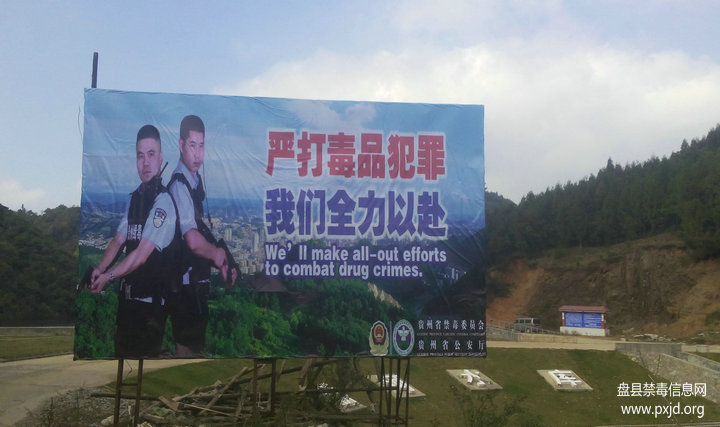 严打毒品犯罪
我们全力以赴
We'll make all-out efforts
to combat drug crimes.
贵州省禁毒委员会
贵州省公安厅
盘县禁毒信息网
www.pxjd.org